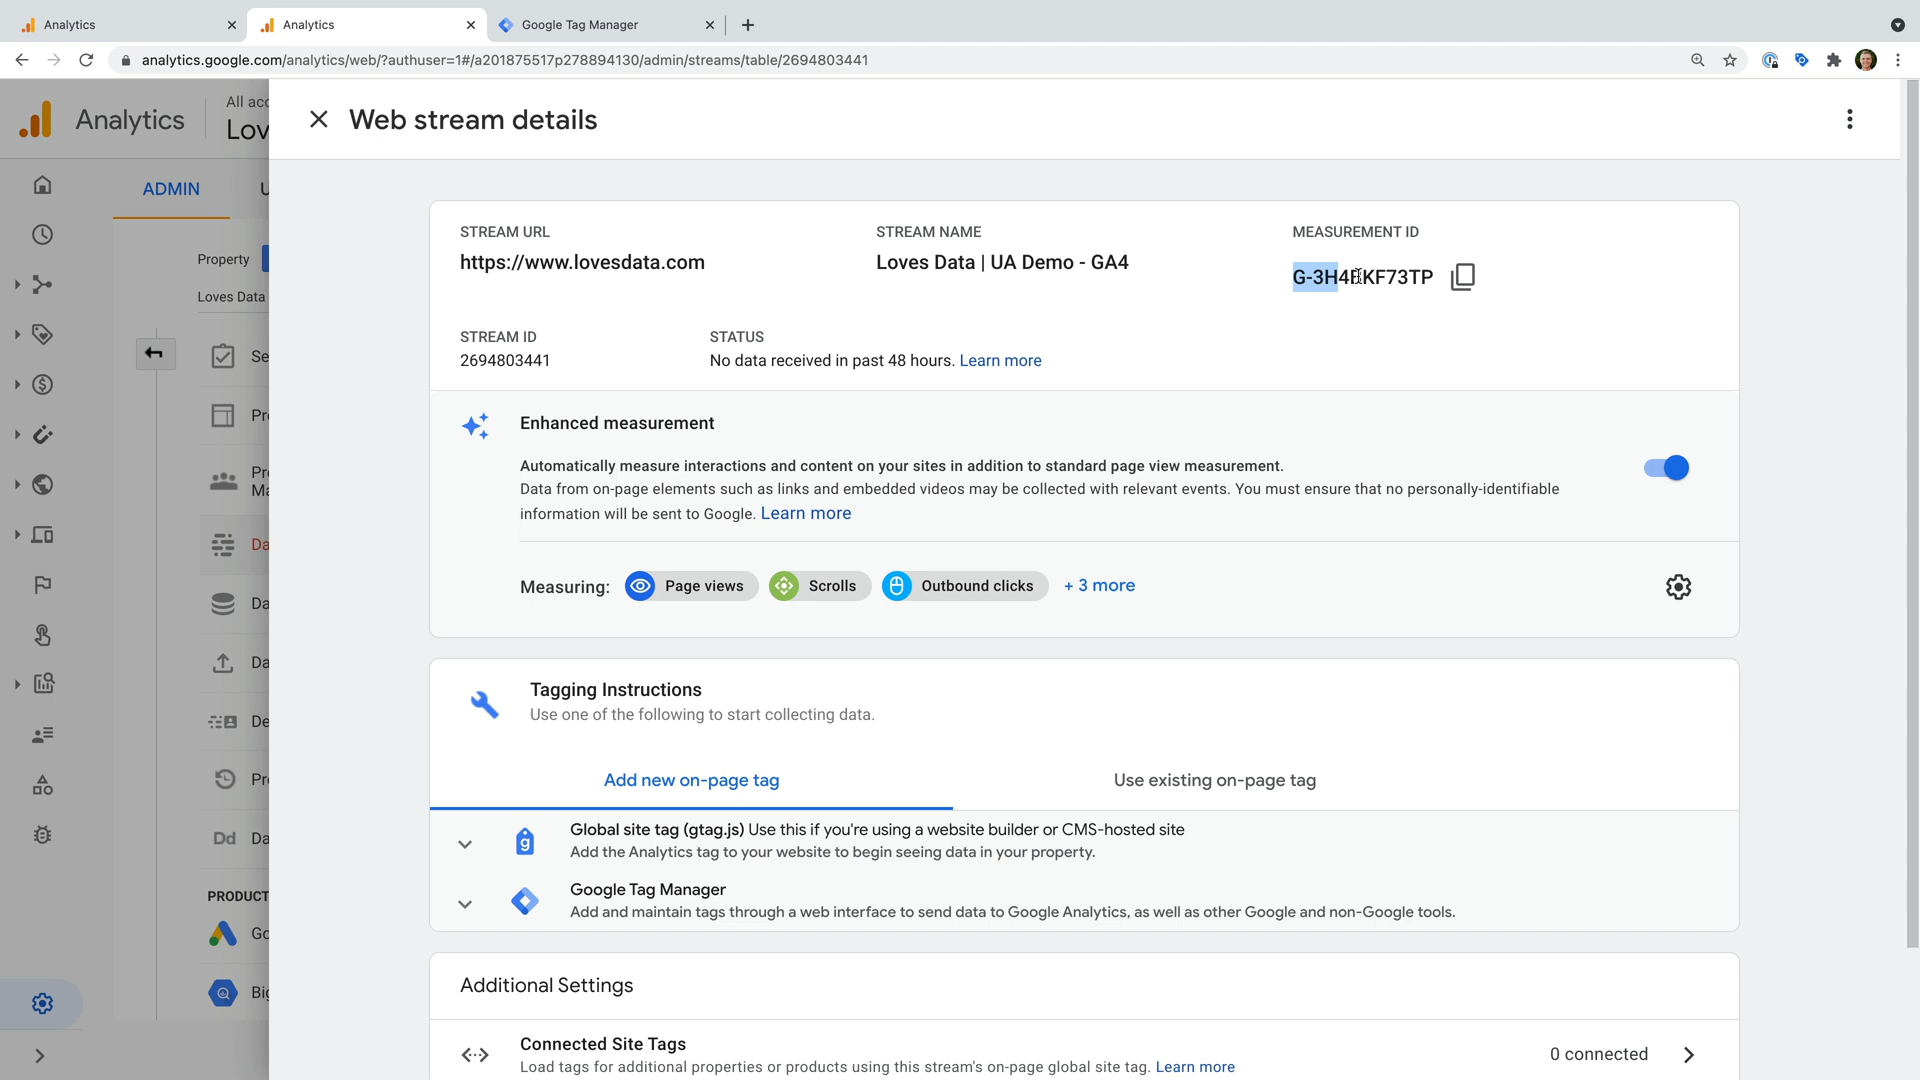 Analytics
Analytics
Google Tag Manager
analytics.google.com/analytics/web/?authuser=1#/a201875517p278894130/admin/streams/table/2694803441
Analytics
All acc
Lov
Web stream details
ADMIN
U
Property
Loves Data
Se
Pr
Pr
Ma
Da
Da
Da
De
Pr
Dd Da
PRODUCT
Go
Big
STREAM URL
https://www.lovesdata.com
STREAM NAME
Loves Data | UA Demo - GA4
MEASUREMENT ID
STREAM ID
2694803441
STATUS
No data received in past 48 hours. Learn more
Enhanced measurement
Automatically measure interactions and content on your sites in addition to standard page view measurement.
Data from on-page elements such as links and embedded videos may be collected with relevant events. You must ensure that no personally-identifiable
information will be sent to Google. Learn more
Measuring: Page views Scrolls Outbound clicks + 3 more
Tagging Instructions
Use one of the following to start collecting data.
Add new on-page tag
Use existing on-page tag
Global site tag (gtag.js) Use this if you're using a website builder or CMS-hosted site
Add the Analytics tag to your website to begin seeing data in your property.
Google Tag Manager
Add and maintain tags through a web interface to send data to Google Analytics, as well as other Google and non-Google tools.
Additional Settings
Connected Site Tags
Load tags for additional properties or products using this stream's on-page global site tag. Learn more
0 connected